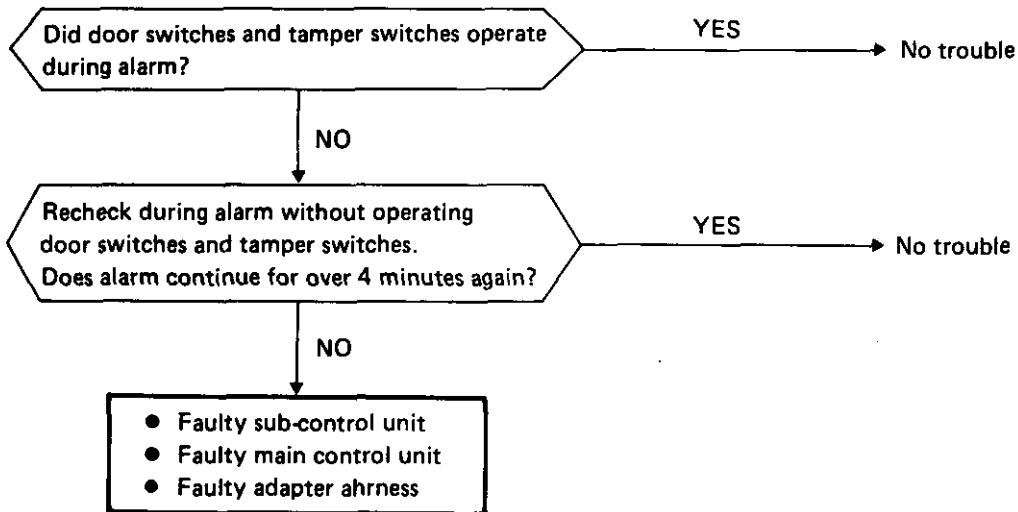 Did door switches and tamper switches operate
during alarm?
YES
No trouble
NO
Recheck during alarm without operating
door switches and tamper switches.
Does alarm continue for over 4 minutes again?
YES
No trouble
NO
● Faulty sub-control unit
● Faulty main control unit
● Faulty adapter ahrness